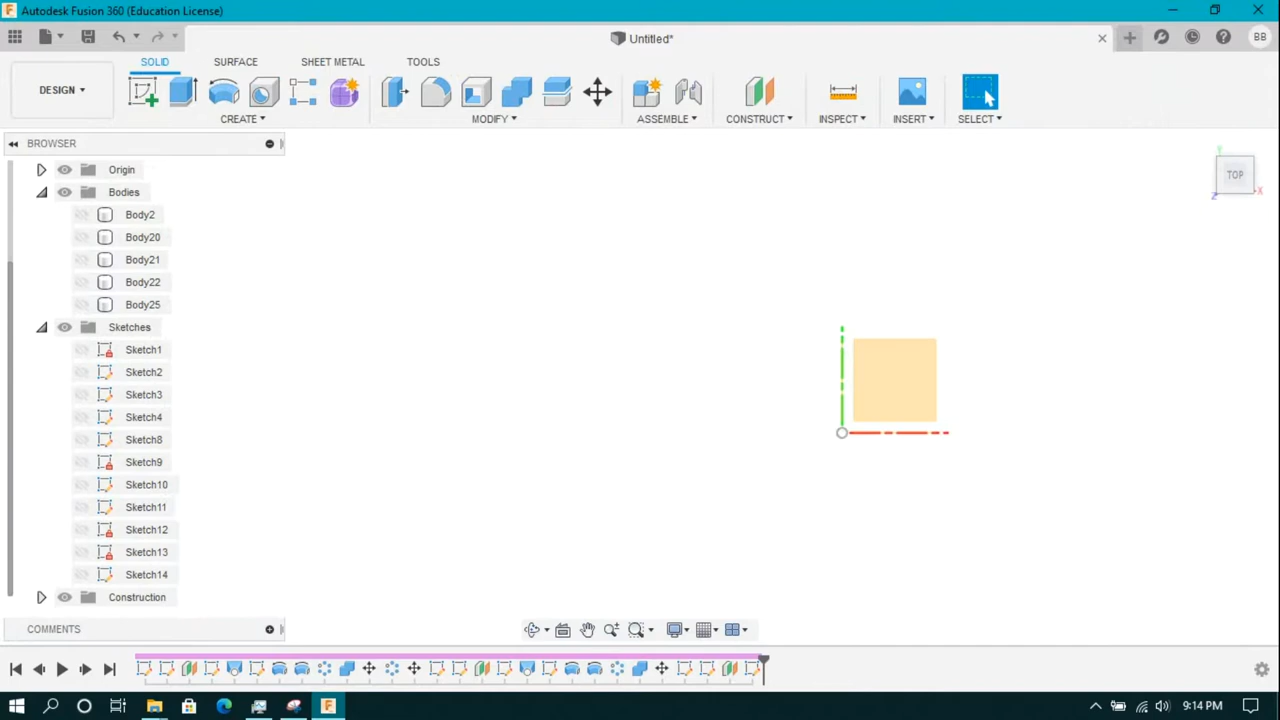 Autodesk Fusion 360 (Education License)
Untitled*
BB
SOLID SURFACE SHEET METAL TOOLS
DESIGN
CREATE MODIFY ASSEMBLE CONSTRUCT INSPECT INSERT SELECT
BROWSER
Origin
Bodies
Body2
Body20
Body21
Body22
Body25
Sketches
Sketch1
Sketch2
Sketch3
Sketch4
Sketch8
Sketch9
Sketch10
Sketch11
Sketch12
Sketch13
Sketch14
Construction
COMMENTS
Y
TOP
X
Z
9:14 PM